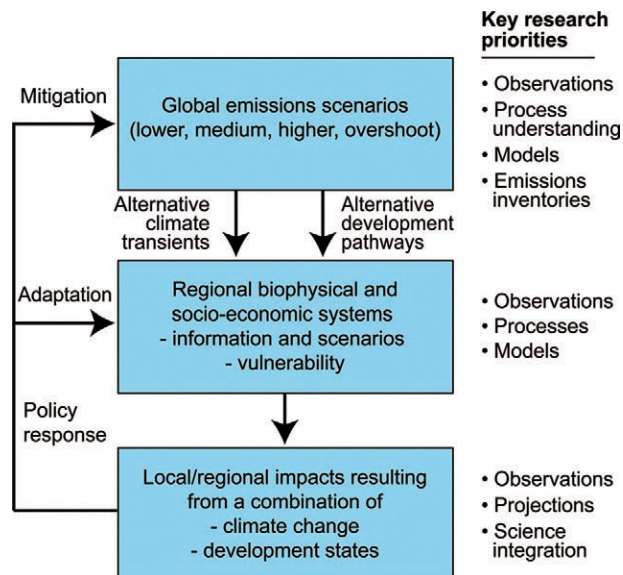 Key research
priorities
Mitigation
Global emissions scenarios
(lower, medium, higher, overshoot)
• Observations
• Process
understanding
• Models
• Emissions
inventories
Alternative
climate
transients
Alternative
development
pathways
Adaptation
Regional biophysical and
socio-economic systems
- information and scenarios
- vulnerability
• Observations
• Processes
• Models
Policy
response
Local/regional impacts resulting
from a combination of
- climate change
- development states
• Observations
• Projections
• Science
integration